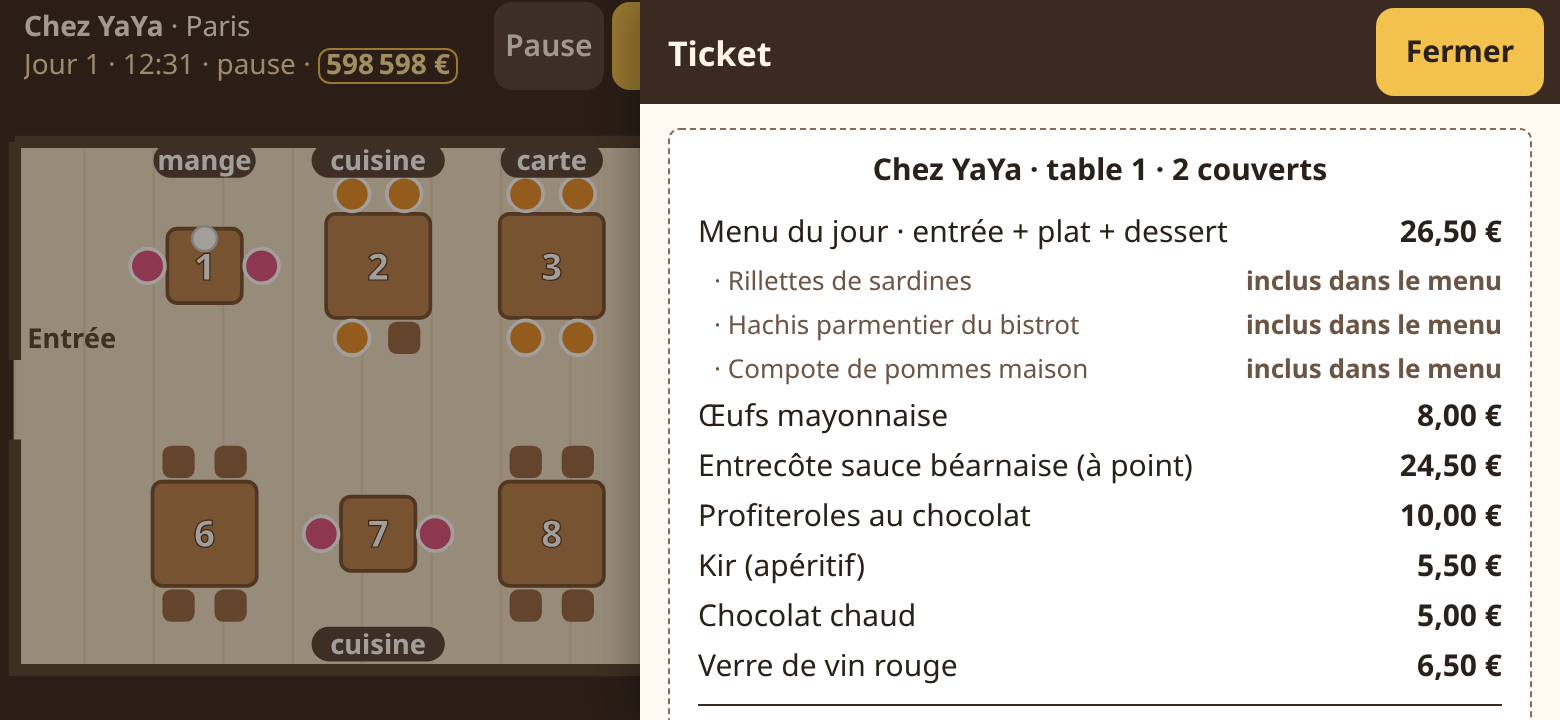 Chez YaYa · Paris
Jour 1 · 12:31 · pause · 598 598 €
Pause
mange
cuisine
carte
1
2
3
Entrée
6
7
8
cuisine
Ticket
Fermer
Chez YaYa · table 1 · 2 couverts
Menu du jour · entrée + plat + dessert 26,50 €
· Rillettes de sardines inclus dans le menu
· Hachis parmentier du bistrot inclus dans le menu
· Compote de pommes maison inclus dans le menu
Œufs mayonnaise 8,00 €
Entrecôte sauce béarnaise (à point) 24,50 €
Profiteroles au chocolat 10,00 €
Kir (apéritif) 5,50 €
Chocolat chaud 5,00 €
Verre de vin rouge 6,50 €